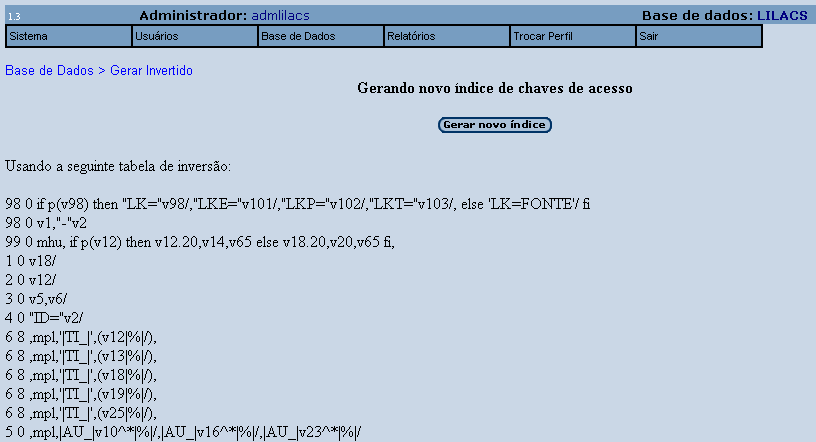 1.3 Administrador: admlilacs Base de dados: LILACS
Sistema Usuários Base de Dados Relatórios Trocar Perfil Sair
Base de Dados > Gerar Invertido
Gerando novo índice de chaves de acesso
Gerar novo índice
Usando a seguinte tabela de inversão:
98 0 if p(v98) then "LK="v98/,"LKE="v101/,"LKP="v102/,"LKT="v103/, else 'LK=FONTE'/ fi
98 0 v1,"-"v2
99 0 mhu, if p(v12) then v12.20,v14,v65 else v18.20,v20,v65 fi,
1 0 v18/
2 0 v12/
3 0 v5,v6/
4 0 "ID="v2/
6 8 ,mpl,'|TI_|',(v12|%|/),
6 8 ,mpl,'|TI_|',(v13|%|/),
6 8 ,mpl,'|TI_|',(v18|%|/),
6 8 ,mpl,'|TI_|',(v19|%|/),
6 8 ,mpl,'|TI_|',(v25|%|/),
5 0 ,mpl,|AU_|v10^*|%|/,|AU_|v16^*|%|/,|AU_|v23^*|%|/